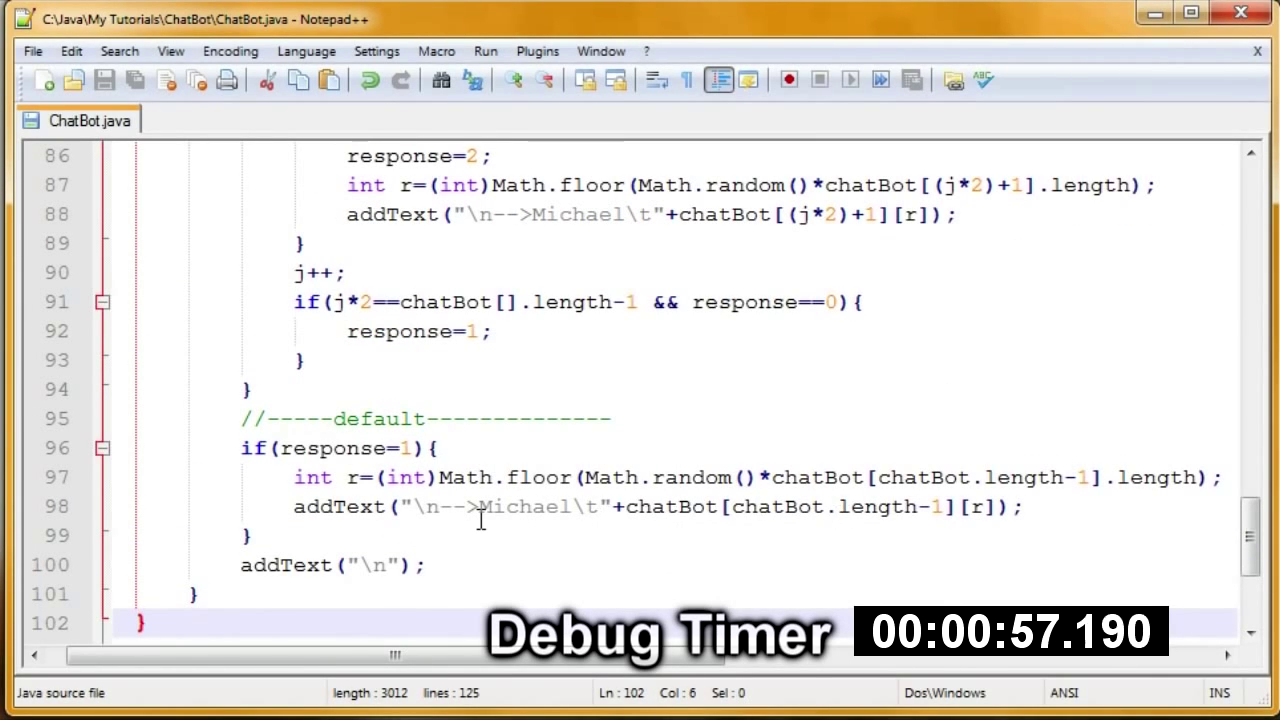 C:\Java\My Tutorials\ChatBot\ChatBot.java - Notepad++
File Edit Search View Encoding Language Settings Macro Run Plugins Window ? X
ChatBot.java
86 response=2;
87 int r=(int)Math.floor(Math.random()*chatBot[(j*2)+1].length);
88 addText("\n-->Michael\t"+chatBot[(j*2)+1][r]);
89 }
90 j++;
91 if(j*2==chatBot[].length-1 && response==0){
92 response=1;
93 }
94 }
95 //-----default--------------
96 if(response=1){
97 int r=(int)Math.floor(Math.random()*chatBot[chatBot.length-1].length);
98 addText("\n-->Michael\t"+chatBot[chatBot.length-1][r]);
99 }
100 addText("\n");
101 }
102 }
Debug Timer 00:00:57.190
Java source file length : 3012 lines : 125 Ln : 102 Col : 6 Sel : 0 Dos\Windows ANSI INS